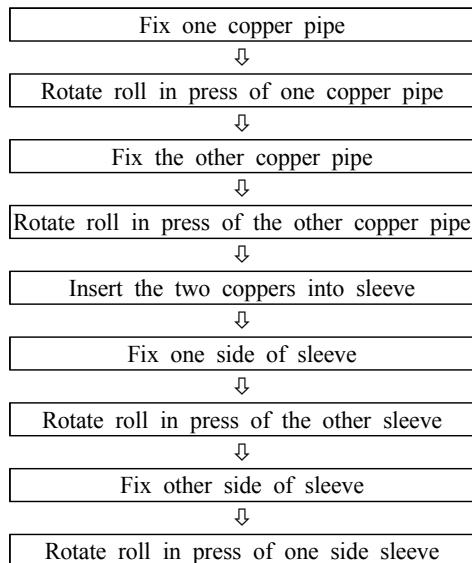 Fix one copper pipe
⇩
Rotate roll in press of one copper pipe
⇩
Fix the other copper pipe
⇩
Rotate roll in press of the other copper pipe
⇩
Insert the two coppers into sleeve
⇩
Fix one side of sleeve
⇩
Rotate roll in press of the other sleeve
⇩
Fix other side of sleeve
⇩
Rotate roll in press of one side sleeve